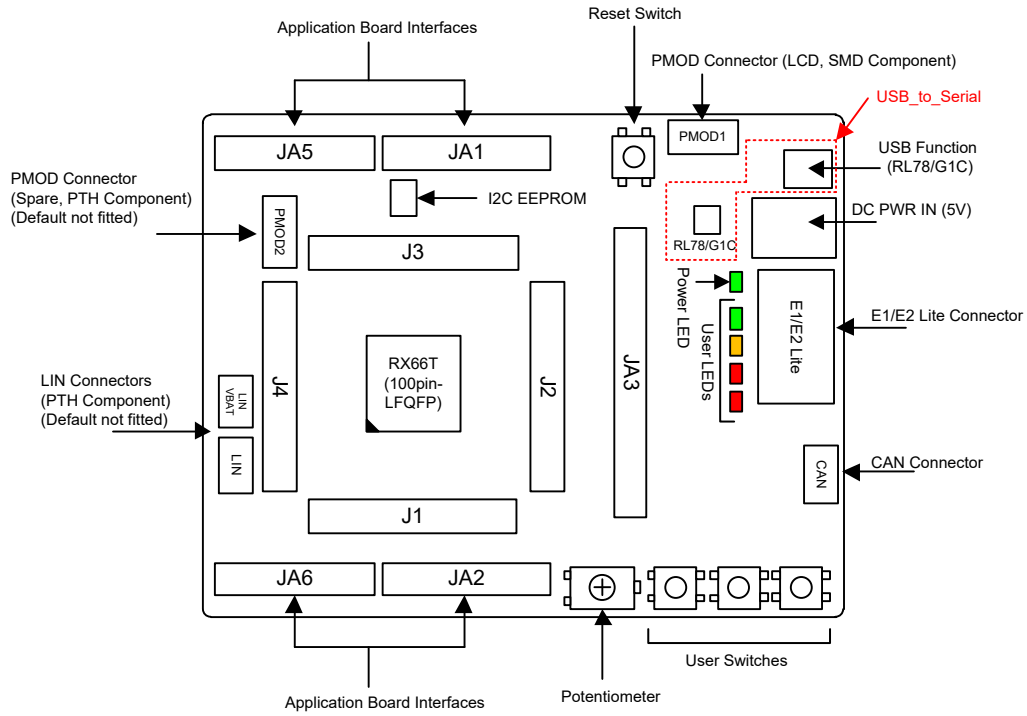 Reset Switch
Application Board Interfaces
PMOD Connector (LCD, SMD Component)
USB_to_Serial
PMOD1
JA5
JA1
USB Function
(RL78/G1C)
PMOD Connector
(Spare, PTH Component)
(Default not fitted)
I2C EEPROM
PMOD2
DC PWR IN (5V)
RL78/G1C
J3
Power LED
E1/E2 Lite
E1/E2 Lite Connector
User LEDs
RX66T
(100pin-
LFQFP)
J4
J2
JA3
LIN Connectors
(PTH Component)
(Default not fitted)
LIN
VBAT
LIN
CAN
CAN Connector
J1
JA6
JA2
User Switches
Potentiometer
Application Board Interfaces